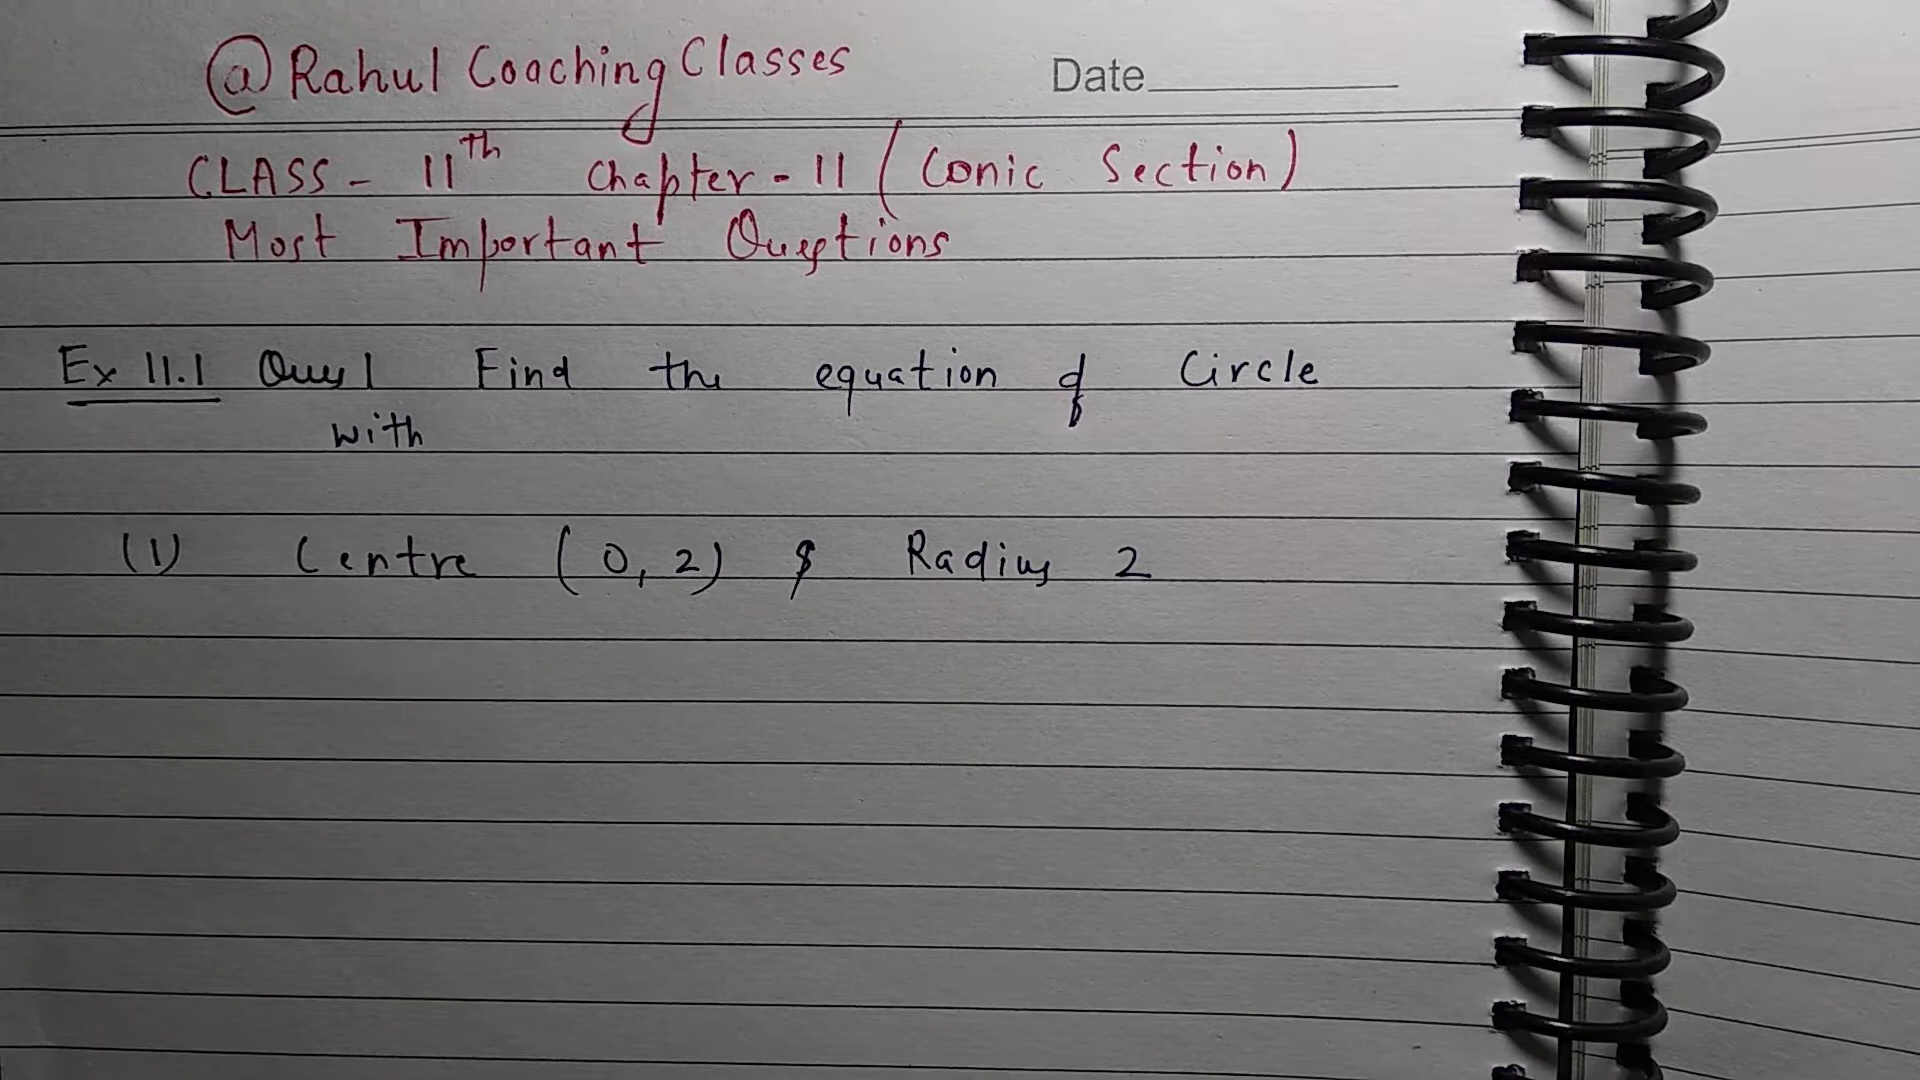 @Rahul Coaching Classes Date
CLASS - 11th Chapter - 11 (Conic Section)
Most Important Questions
Ex 11.1 Ques 1 Find the equation of Circle
with
(1) Centre (0, 2) & Radius 2